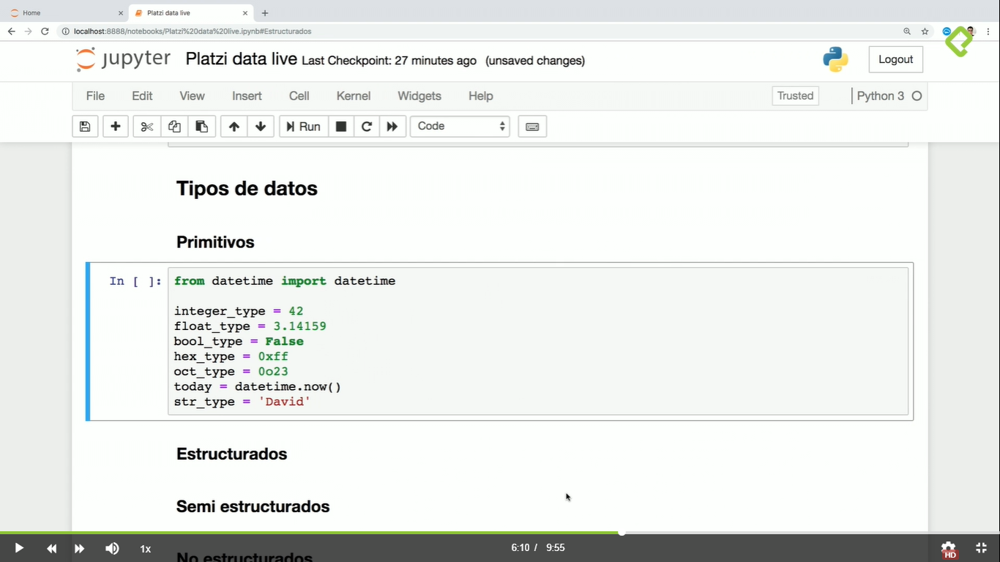 Home
Platzi data live
localhost:8888/notebooks/Platzi%20data%20live.ipynb#Estructurados
jupyter Platzi data live Last Checkpoint: 27 minutes ago (unsaved changes)
Logout
File Edit View Insert Cell Kernel Widgets Help
Trusted
Python 3
Run
Code
Tipos de datos
Primitivos
In [ ]: from datetime import datetime
integer_type = 42
float_type = 3.14159
bool_type = False
hex_type = 0xff
oct_type = 0o23
today = datetime.now()
str_type = 'David'
Estructurados
Semi estructurados
No estructurados
1x
6:10 / 9:55
HD